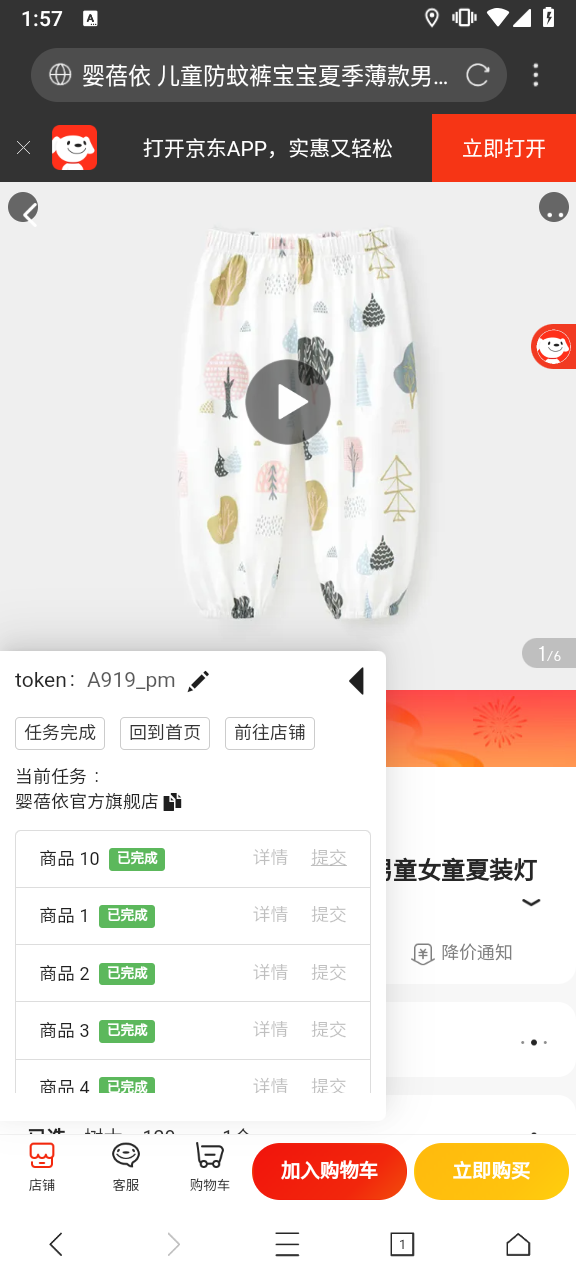 1:57
A
婴蓓依 儿童防蚊裤宝宝夏季薄款男...
打开京东APP，实惠又轻松
立即打开
1/6
token： A919_pm
任务完成 回到首页 前往店铺
当前任务：
婴蓓依官方旗舰店
商品 10 已完成 详情 提交
商品 1 已完成 详情 提交
商品 2 已完成 详情 提交
商品 3 已完成 详情 提交
商品 4 已完成 详情 提交
男童女童夏装灯
降价通知
店铺 客服 购物车 加入购物车 立即购买
1